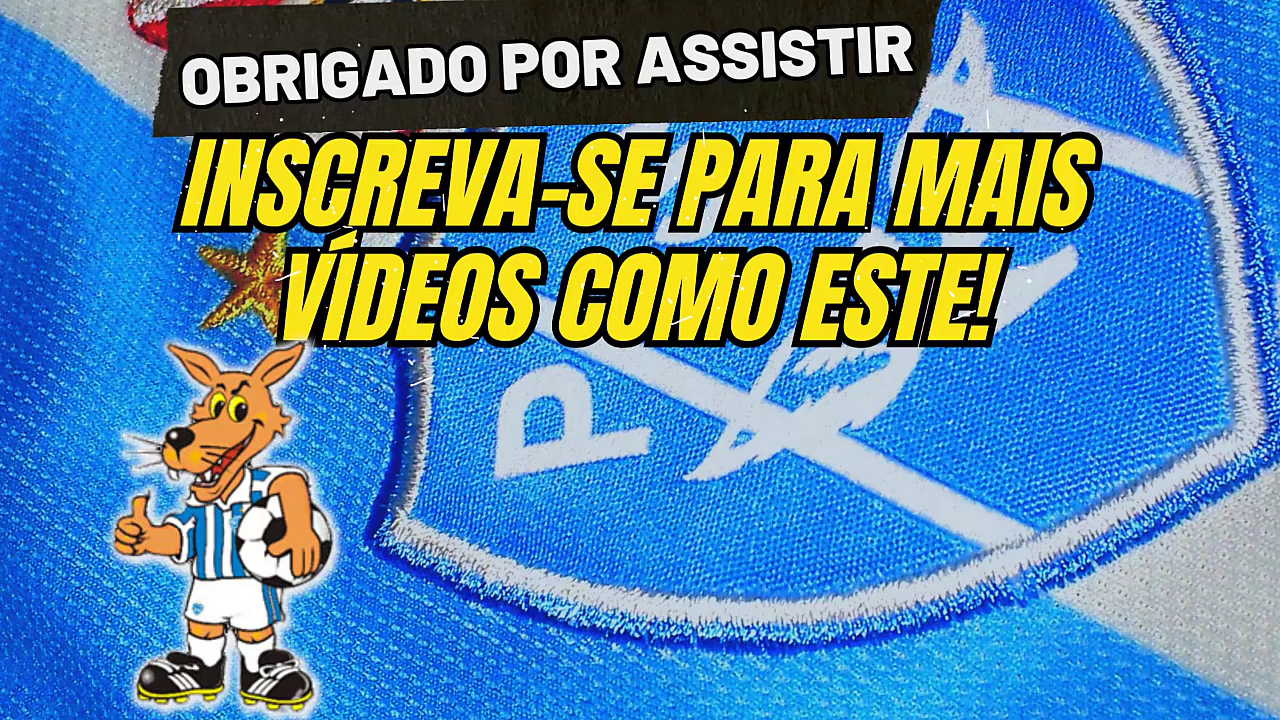 OBRIGADO POR ASSISTIR
INSCREVA-SE PARA MAIS
VÍDEOS COMO ESTE!
P